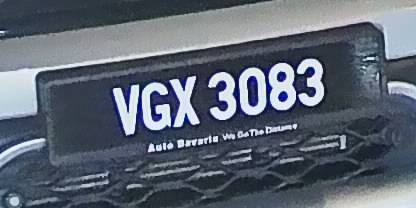 VGX 3083
Auto Bavaria We Go The Distance